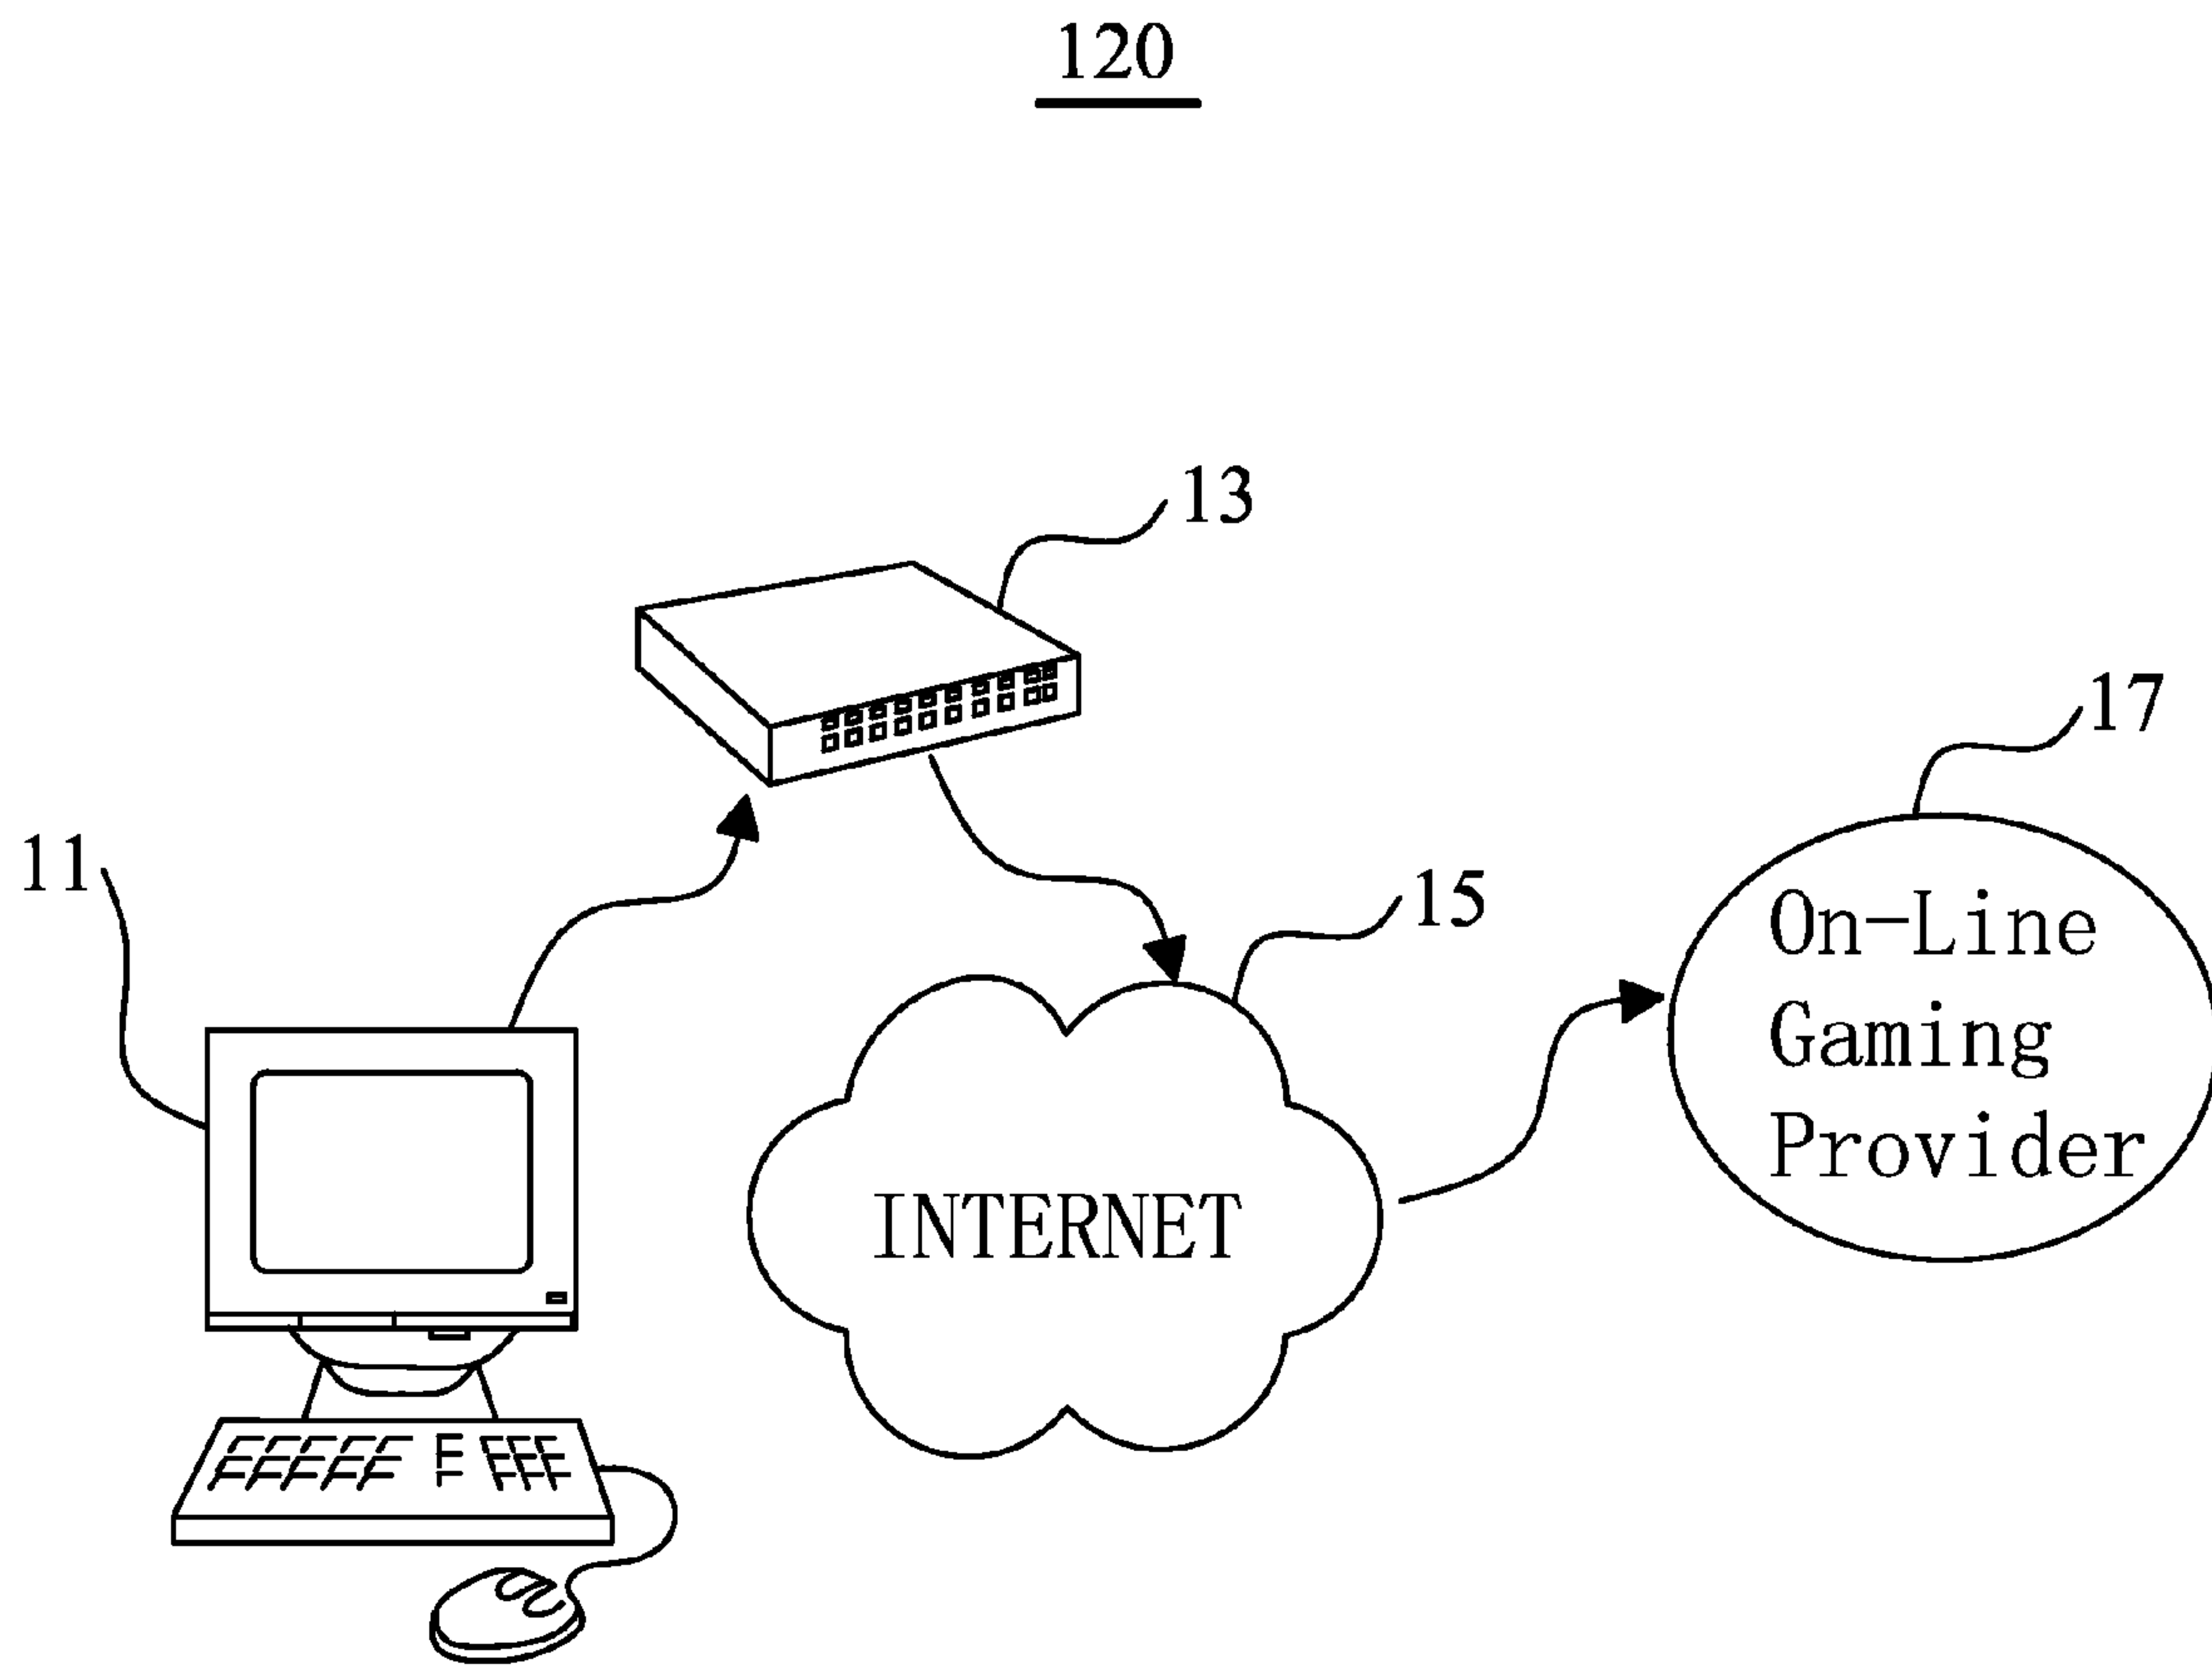 120
13
17
11
15
On-Line
Gaming
Provider
INTERNET